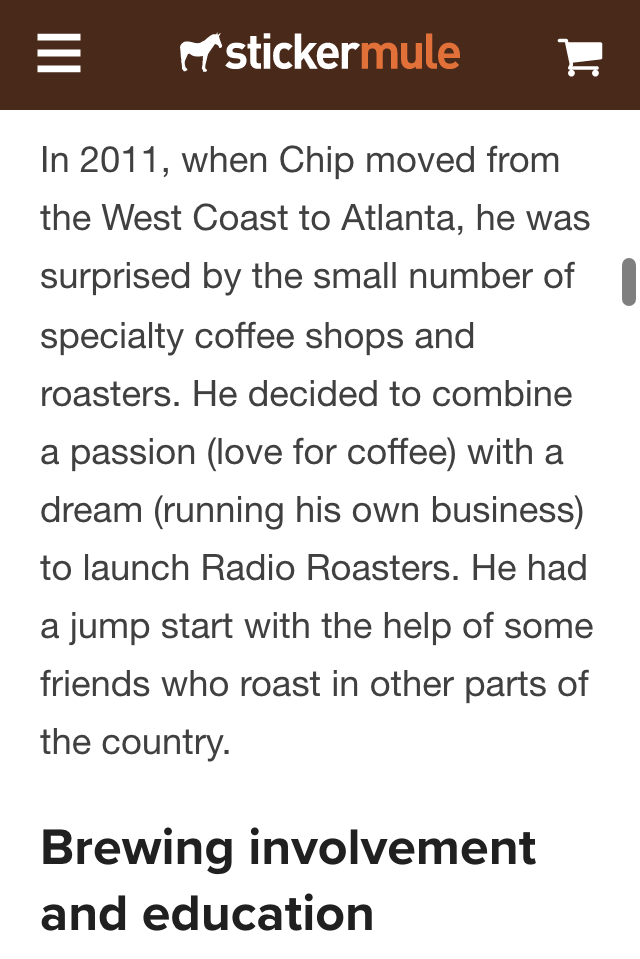 stickermule
In 2011, when Chip moved from
the West Coast to Atlanta, he was
surprised by the small number of
specialty coffee shops and
roasters. He decided to combine
a passion (love for coffee) with a
dream (running his own business)
to launch Radio Roasters. He had
a jump start with the help of some
friends who roast in other parts of
the country.
Brewing involvement
and education